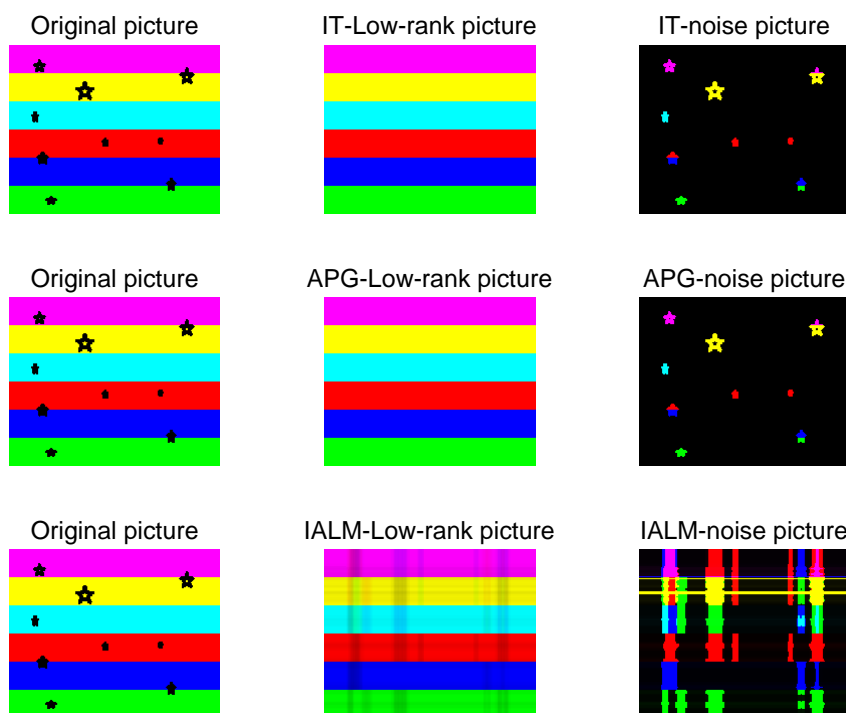 Original picture
IT-Low-rank picture
IT-noise picture
Original picture
APG-Low-rank picture
APG-noise picture
Original picture
IALM-Low-rank picture
IALM-noise picture